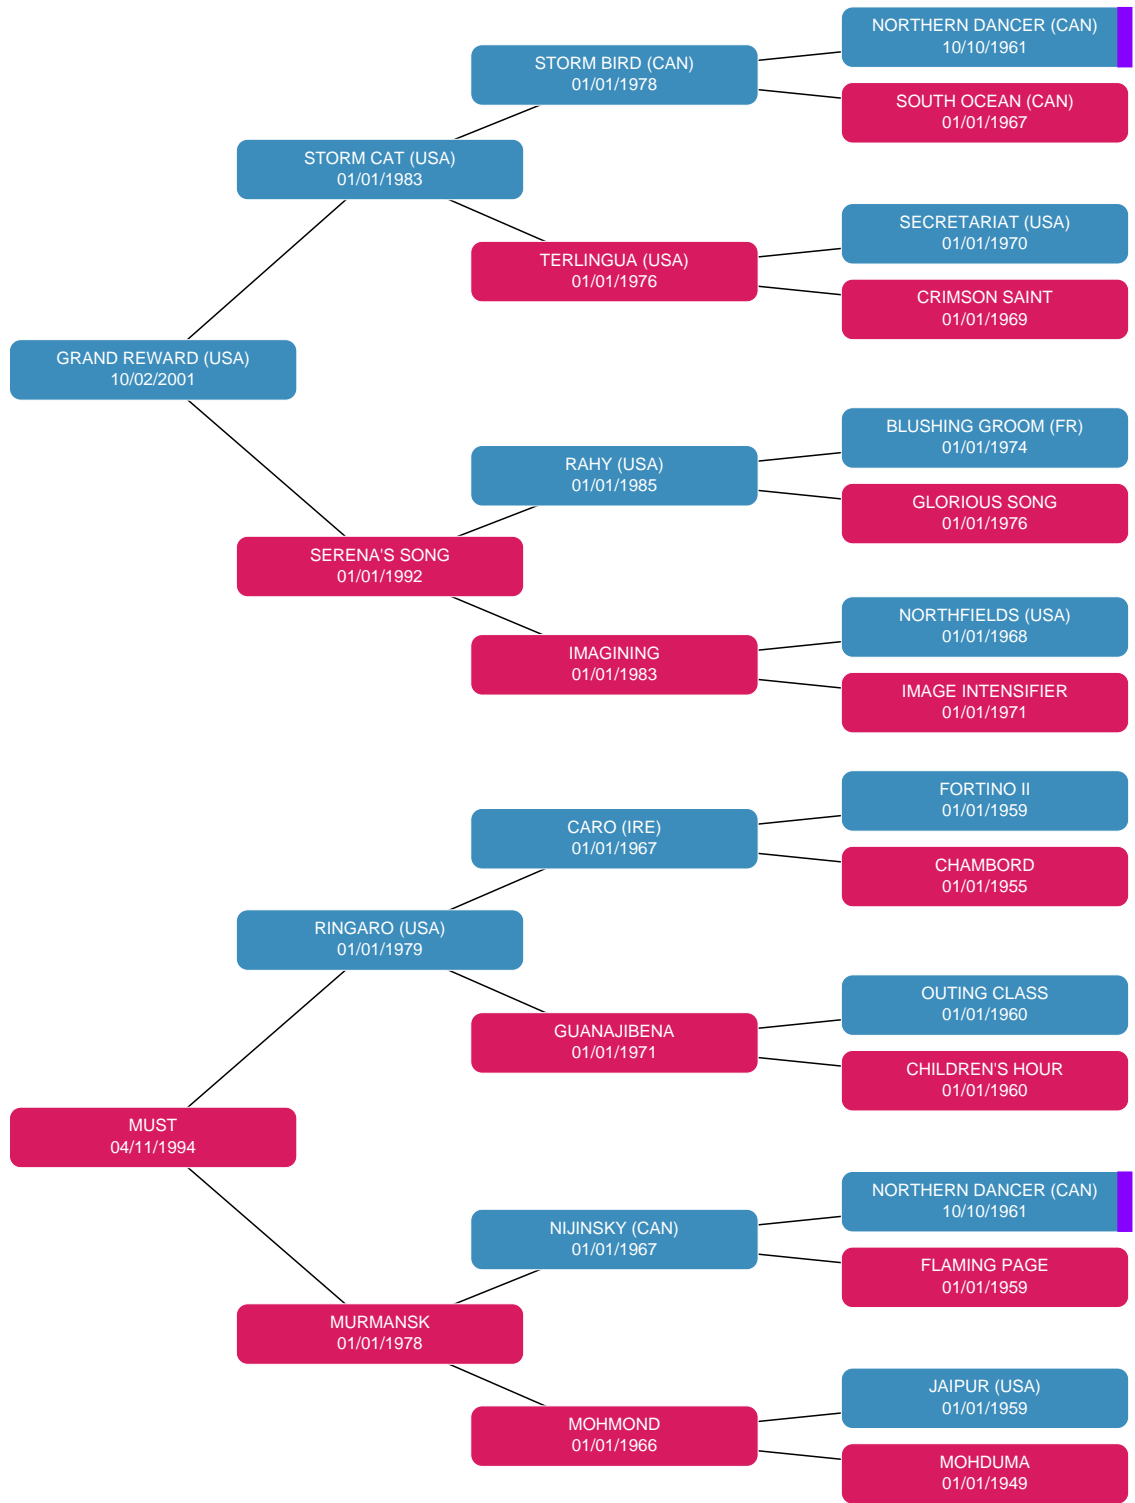 NORTHERN DANCER (CAN)
10/10/1961
STORM BIRD (CAN)
01/01/1978
SOUTH OCEAN (CAN)
01/01/1967
STORM CAT (USA)
01/01/1983
SECRETARIAT (USA)
01/01/1970
TERLINGUA (USA)
01/01/1976
CRIMSON SAINT
01/01/1969
GRAND REWARD (USA)
10/02/2001
BLUSHING GROOM (FR)
01/01/1974
RAHY (USA)
01/01/1985
GLORIOUS SONG
01/01/1976
SERENA'S SONG
01/01/1992
NORTHFIELDS (USA)
01/01/1968
IMAGINING
01/01/1983
IMAGE INTENSIFIER
01/01/1971
FORTINO II
01/01/1959
CARO (IRE)
01/01/1967
CHAMBORD
01/01/1955
RINGARO (USA)
01/01/1979
OUTING CLASS
01/01/1960
GUANAJIBENA
01/01/1971
CHILDREN'S HOUR
01/01/1960
MUST
04/11/1994
NORTHERN DANCER (CAN)
10/10/1961
NIJINSKY (CAN)
01/01/1967
FLAMING PAGE
01/01/1959
MURMANSK
01/01/1978
JAIPUR (USA)
01/01/1959
MOHMOND
01/01/1966
MOHDUMA
01/01/1949